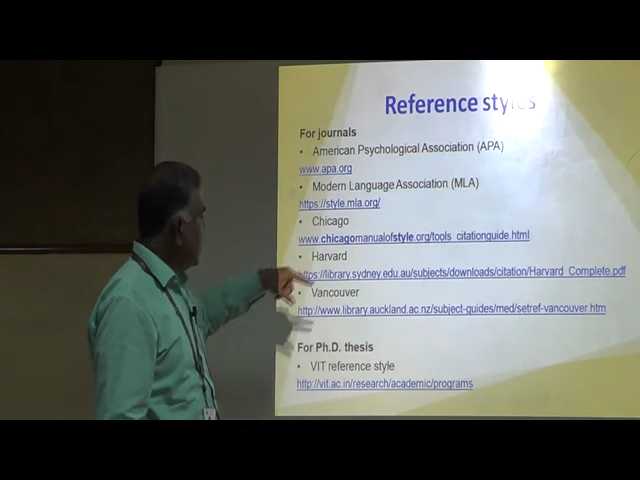 Reference styles
For journals
• American Psychological Association (APA)
www.apa.org
• Modern Language Association (MLA)
https://style.mla.org/
• Chicago
www.chicagomanualofstyle.org/tools_citationguide.html
• Harvard
https://library.sydney.edu.au/subjects/downloads/citation/Harvard_Complete.pdf
• Vancouver
http://www.library.auckland.ac.nz/subject-guides/med/setref-vancouver.htm
For Ph.D. thesis
• VIT reference style
http://vit.ac.in/research/academic/programs